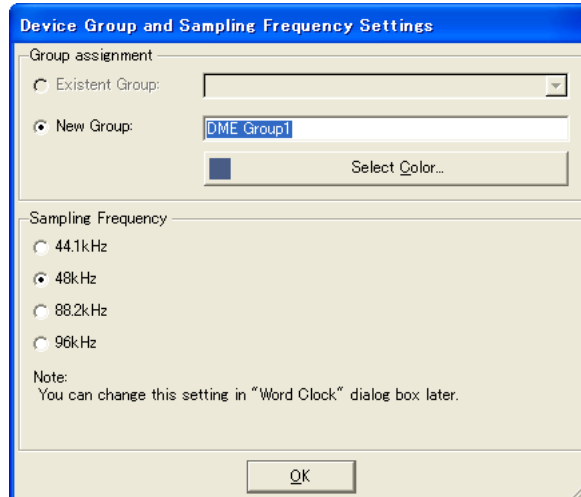 Device Group and Sampling Frequency Settings
Group assignment
Existent Group:
New Group:
DME Group1
Select Color...
Sampling Frequency
44.1kHz
48kHz
88.2kHz
96kHz
Note:
You can change this setting in "Word Clock" dialog box later.
OK